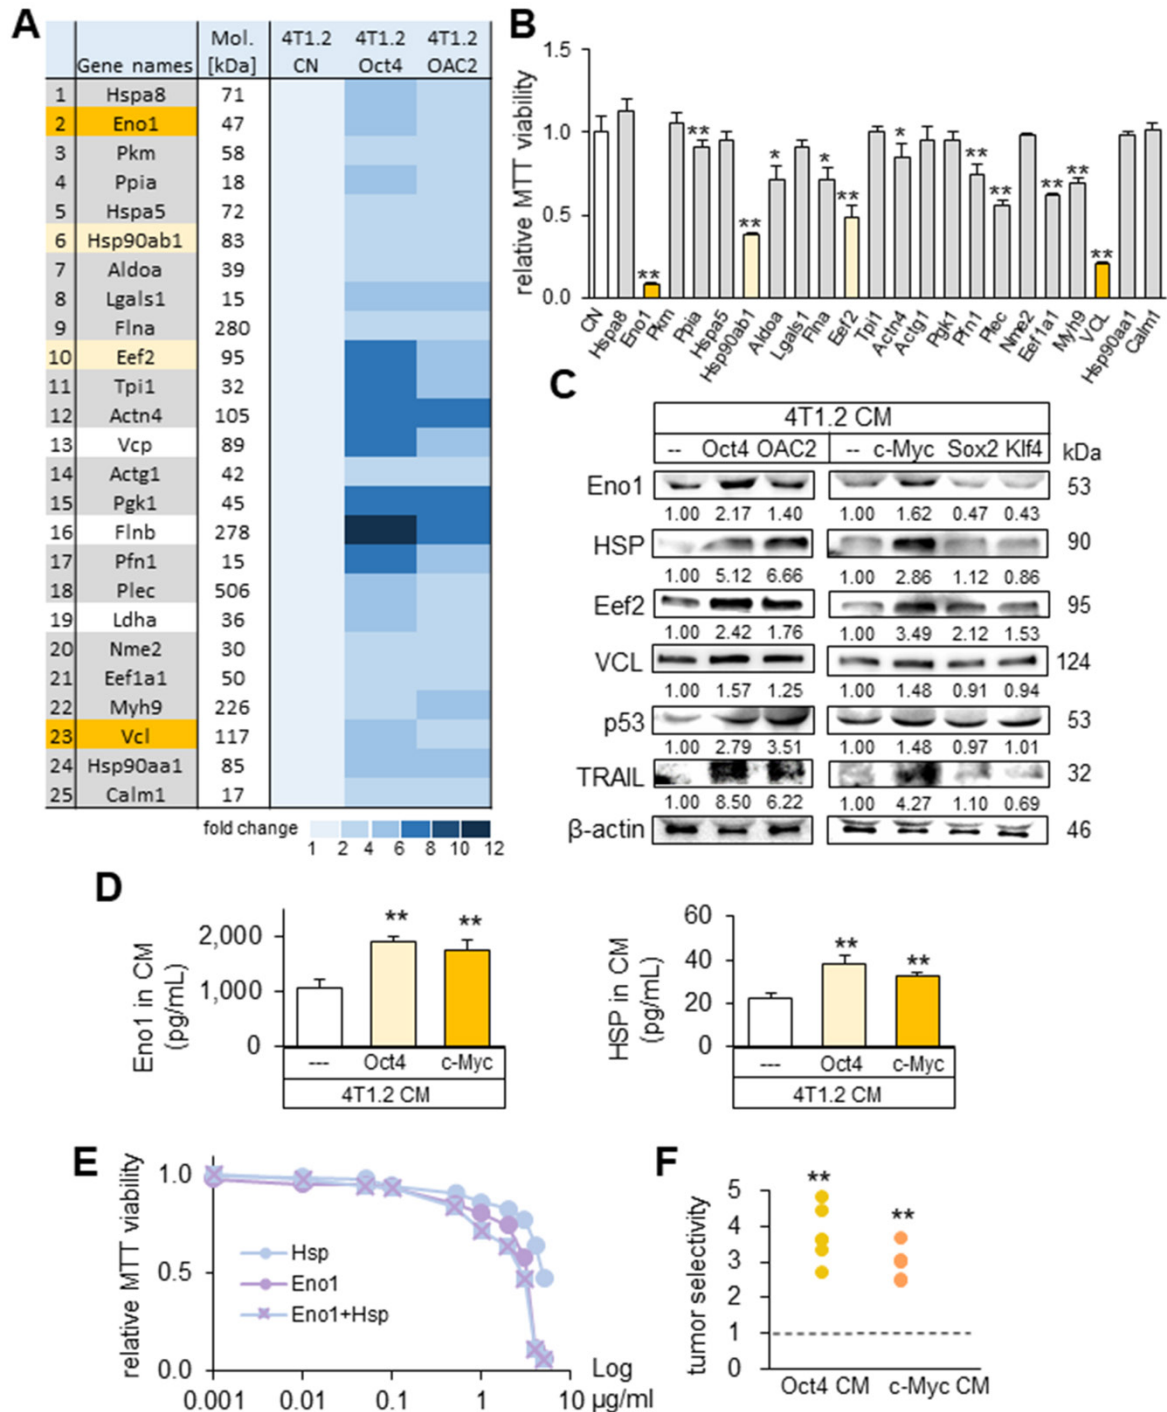 A
Mol. 4T1.2 4T1.2 4T1.2
Gene names [kDa] CN Oct4 OAC2
1 Hspa8 71
2 Eno1 47
3 Pkm 58
4 Ppia 18
5 Hspa5 72
6 Hsp90ab1 83
7 Aldoa 39
8 Lgals1 15
9 Flna 280
10 Eef2 95
11 Tpi1 32
12 Actn4 105
13 Vcp 89
14 Actg1 42
15 Pgk1 45
16 Flnb 278
17 Pfn1 15
18 Plec 506
19 Ldha 36
20 Nme2 30
21 Eef1a1 50
22 Myh9 226
23 Vcl 117
24 Hsp90aa1 85
25 Calm1 17
fold change
1 2 4 6 8 10 12
B
relative MTT viability
1.5
1.0
0.5
0.0
** ** ** * * ** * ** ** ** ** **
CN Hspa8 Eno1 Pkm Ppia Hspa5 Hsp90ab1 Aldoa Lgals1 Flna Eef2 Tpi1 Actn4 Actg1 Pgk1 Pfn1 Plec Nme2 Eef1a1 Myh9 VCL Hsp90aa1 Calm1
C
4T1.2 CM
-- Oct4 OAC2 -- c-Myc Sox2 Klf4 kDa
Eno1 53
1.00 2.17 1.40 1.00 1.62 0.47 0.43
HSP 90
1.00 5.12 6.66 1.00 2.86 1.12 0.86
Eef2 95
1.00 2.42 1.76 1.00 3.49 2.12 1.53
VCL 124
1.00 1.57 1.25 1.00 1.48 0.91 0.94
p53 53
1.00 2.79 3.51 1.00 1.48 0.97 1.01
TRAIL 32
1.00 8.50 6.22 1.00 4.27 1.10 0.69
β-actin 46
D
Eno1 in CM
(pg/mL)
2,000
1,000
0
** **
--- Oct4 c-Myc
4T1.2 CM
HSP in CM
(pg/mL)
60
40
20
0
** **
--- Oct4 c-Myc
4T1.2 CM
E
relative MTT viability
1.0
0.5
0.0
Hsp
Eno1
Eno1+Hsp
0.001 0.01 0.1 1 10
Log
µg/ml
F
tumor selectivity
5
4
3
2
1
0
** **
Oct4 CM c-Myc CM